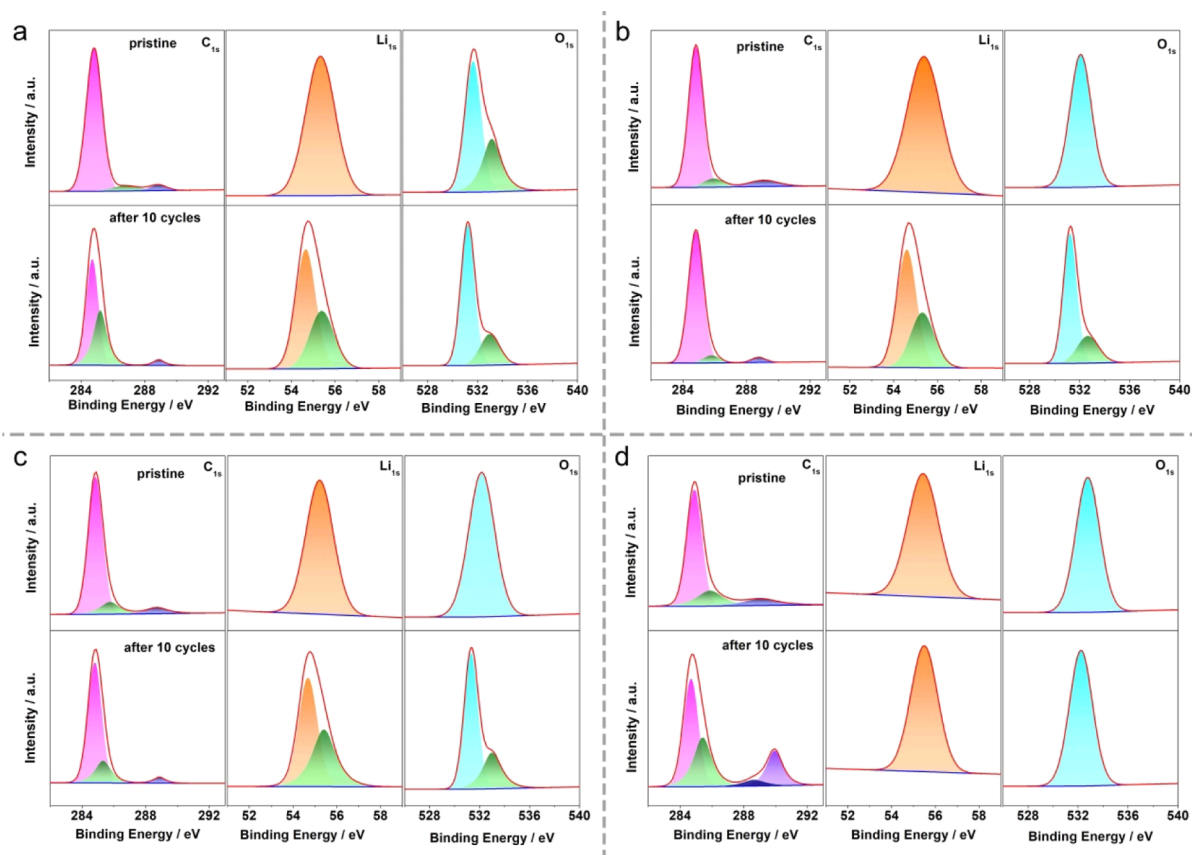 a
pristine C1s Li1s O1s
Intensity / a.u.
after 10 cycles
Intensity / a.u.
284 288 292 52 54 56 58 528 532 536 540
Binding Energy / eV Binding Energy / eV Binding Energy / eV
b
pristine C1s Li1s O1s
Intensity / a.u.
after 10 cycles
Intensity / a.u.
284 288 292 52 54 56 58 528 532 536 540
Binding Energy / eV Binding Energy / eV Binding Energy / eV
c
pristine C1s Li1s O1s
Intensity / a.u.
after 10 cycles
Intensity / a.u.
284 288 292 52 54 56 58 528 532 536 540
Binding Energy / eV Binding Energy / eV Binding Energy / eV
d
pristine C1s Li1s O1s
Intensity / a.u.
after 10 cycles
Intensity / a.u.
284 288 292 52 54 56 58 528 532 536 540
Binding Energy / eV Binding Energy / eV Binding Energy / eV